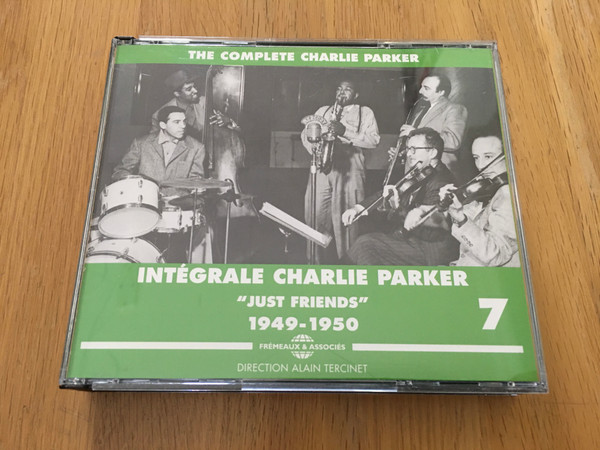 THE COMPLETE CHARLIE PARKER
INTÉGRALE CHARLIE PARKER
"JUST FRIENDS"
7
1949-1950
FRÉMEAUX & ASSOCIÉS
DIRECTION ALAIN TERCINET